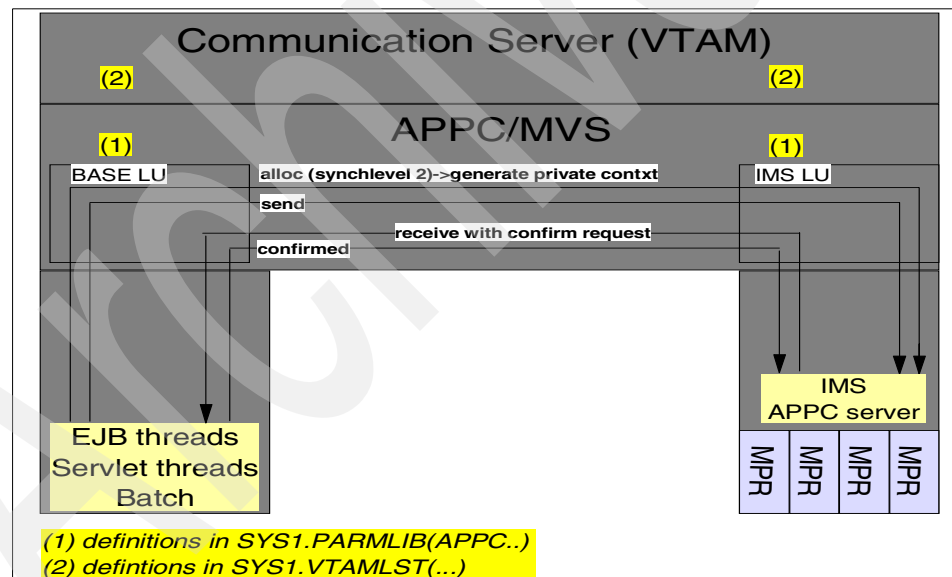 Communication Server (VTAM)
(2)
(2)
APPC/MVS
(1)
(1)
BASE LU
alloc (synchlevel 2)->generate private contxt
IMS LU
send
receive with confirm request
confirmed
IMS
APPC server
EJB threads
Servlet threads
Batch
MPR
MPR
MPR
MPR
(1) definitions in SYS1.PARMLIB(APPC..)
(2) defintions in SYS1.VTAMLST(...)